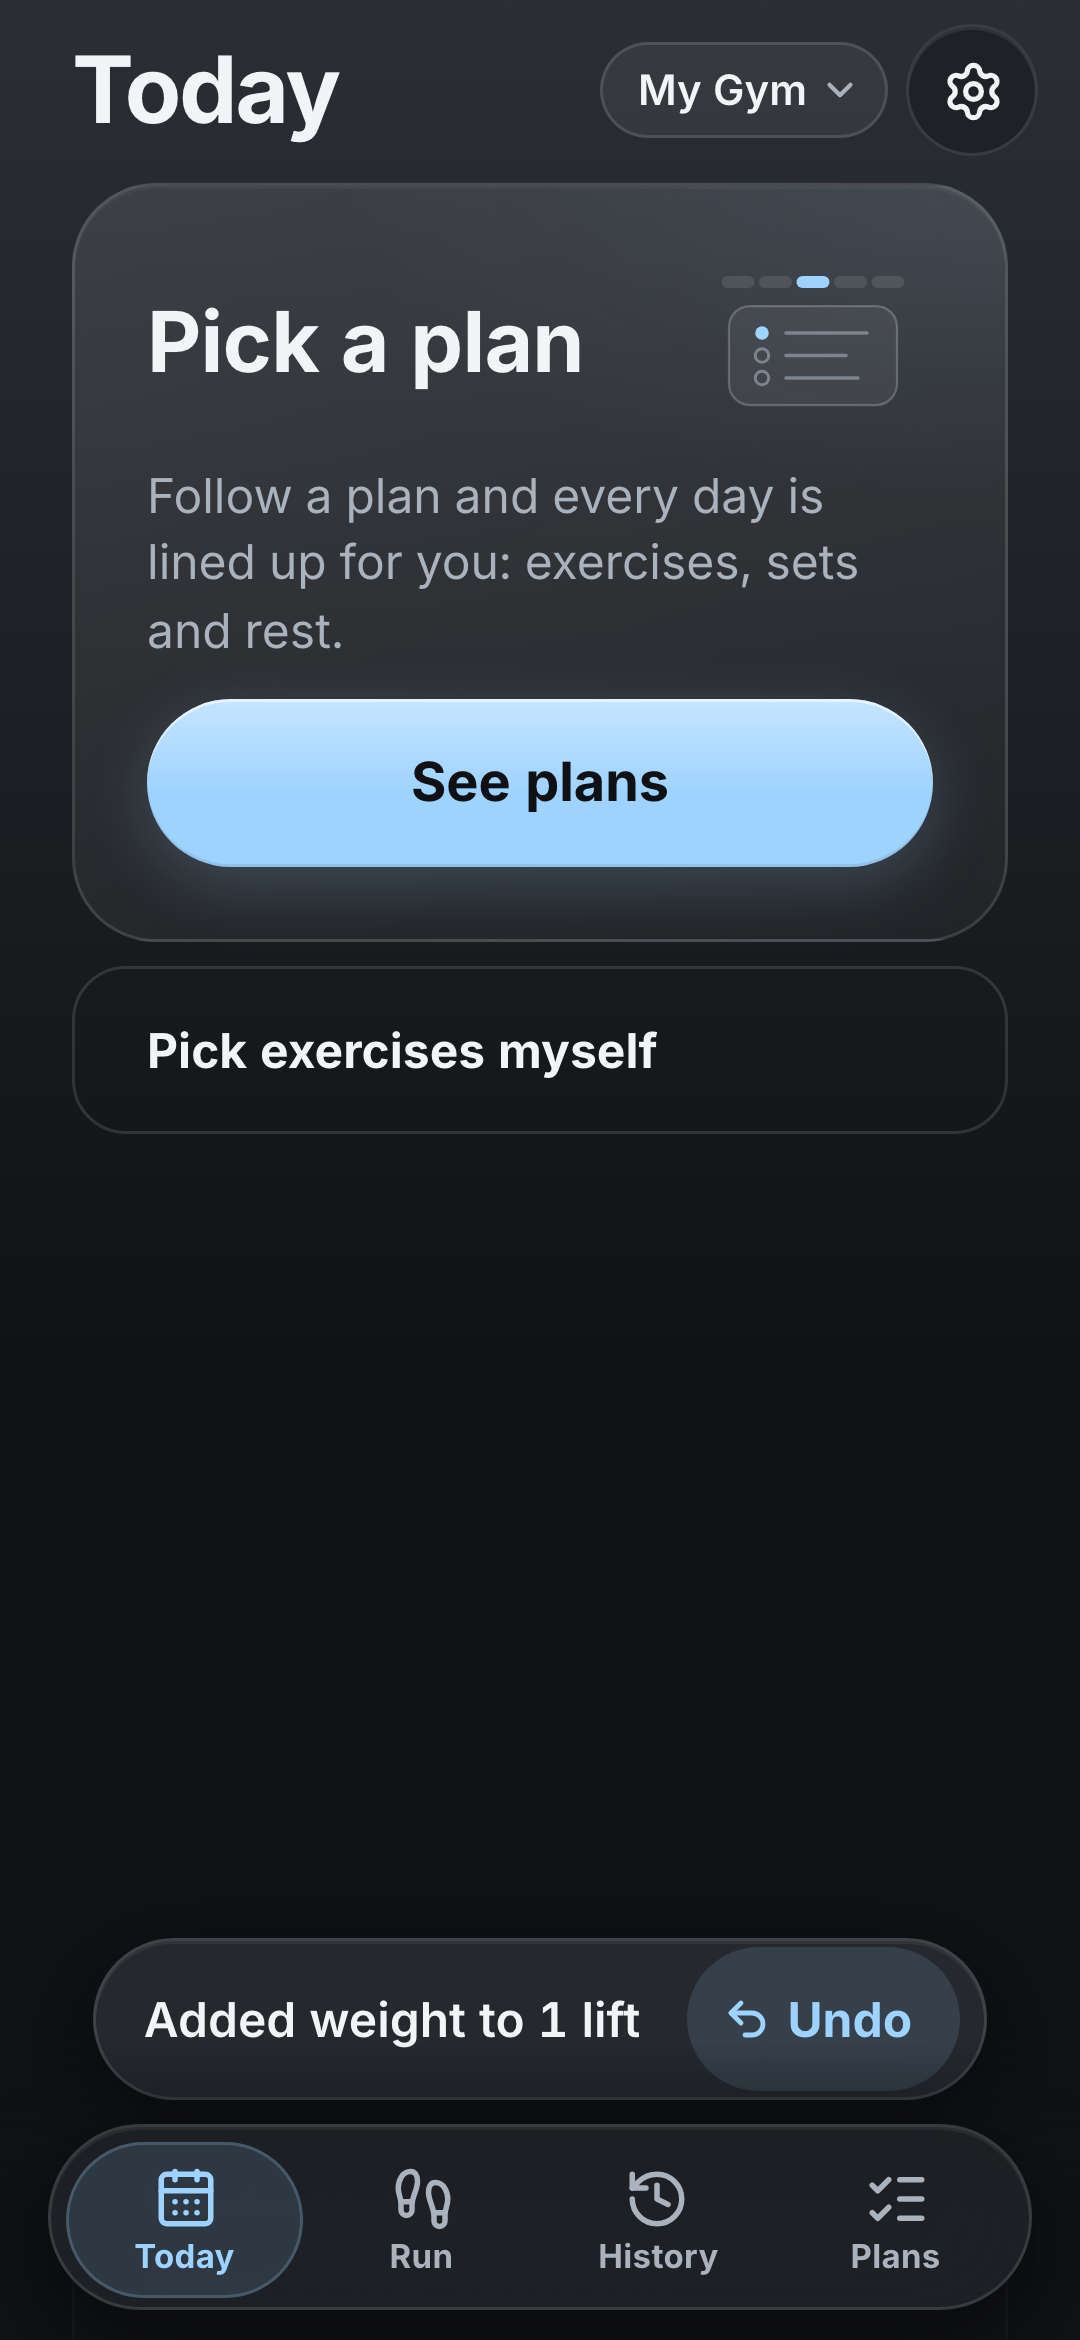 Today
My Gym
Pick a plan
Follow a plan and every day is
lined up for you: exercises, sets
and rest.
See plans
Pick exercises myself
Added weight to 1 lift
Undo
Today
Run
History
Plans